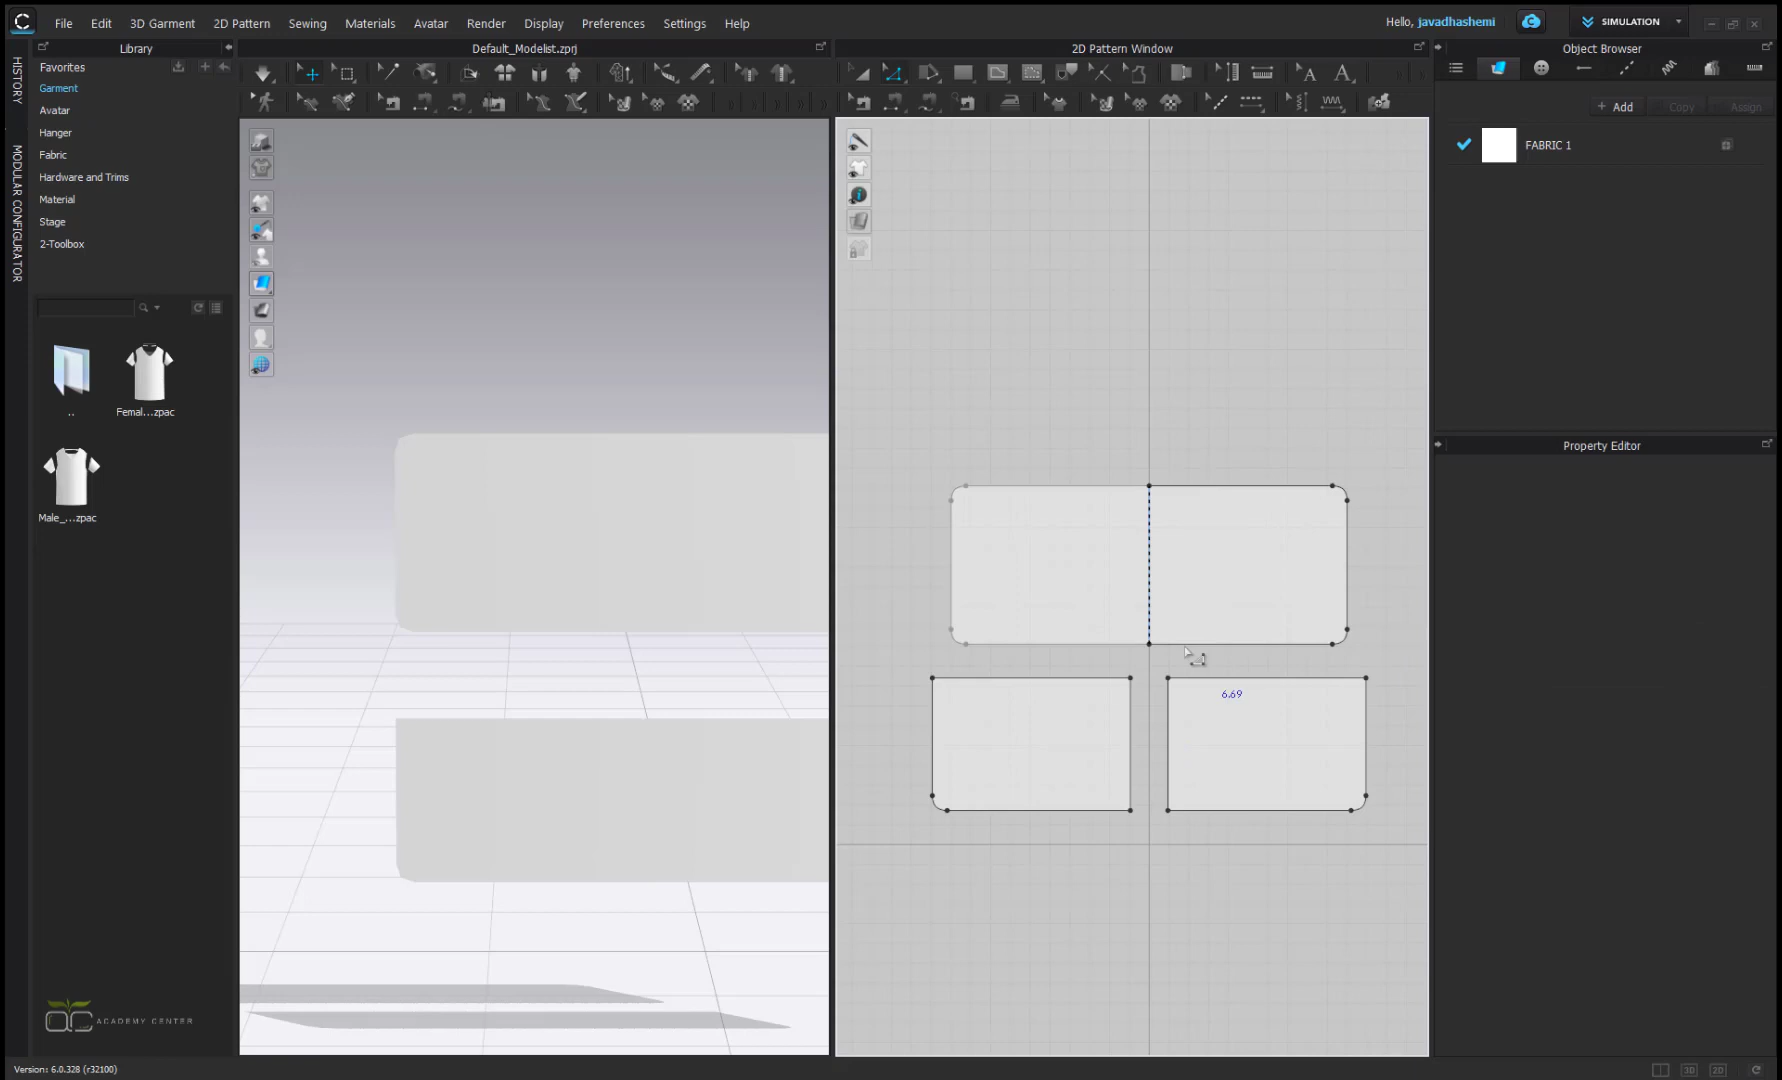 File Edit 3D Garment 2D Pattern Sewing Materials Avatar Render Display Preferences Settings Help
Hello, javadhashemi
SIMULATION
HISTORY
MODULAR CONFIGURATOR
Library
Default_Modelist.zprj
2D Pattern Window
Object Browser
Favorites
Garment
Avatar
Hanger
Fabric
Hardware and Trims
Material
Stage
2-Toolbox
+ Add
Copy
Assign
FABRIC 1
..
Femal...zpac
Male_...zpac
Property Editor
6.69
ACADEMY CENTER
Version: 6.0.328 (r32100)
3D
2D